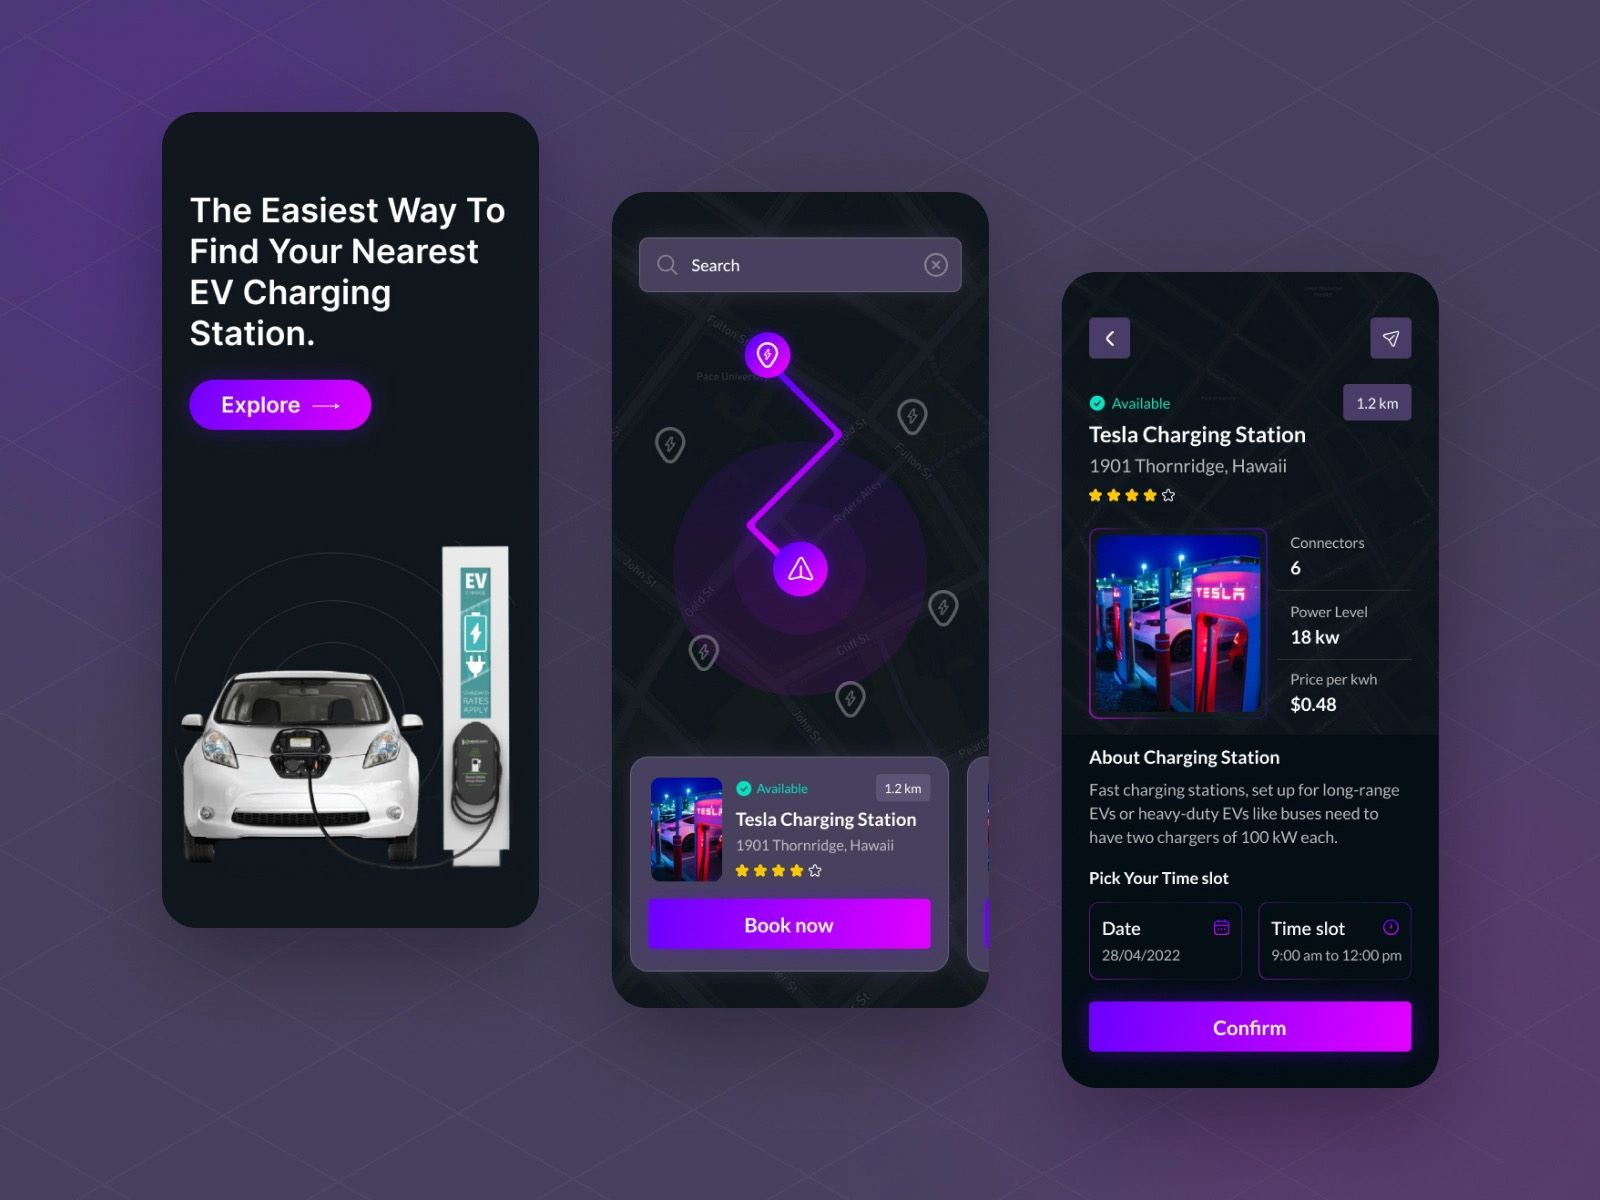 The Easiest Way To
Find Your Nearest
EV Charging
Station.
Explore
EV
CHARGE
STANDARD
RATES
APPLY
Search
Fulton St
Pace University
Gold St
Fulton St
Ryders Alley
John St
Gold St
Cliff St
John St
Pearl St
Available
1.2 km
TESLA
Tesla Charging Station
1901 Thornridge, Hawaii
Book now
Available
1.2 km
Tesla Charging Station
1901 Thornridge, Hawaii
TESLA
Connectors
6
Power Level
18 kw
Price per kwh
$0.48
About Charging Station
Fast charging stations, set up for long-range
EVs or heavy-duty EVs like buses need to
have two chargers of 100 kW each.
Pick Your Time slot
Date
28/04/2022
Time slot
9:00 am to 12:00 pm
Confirm